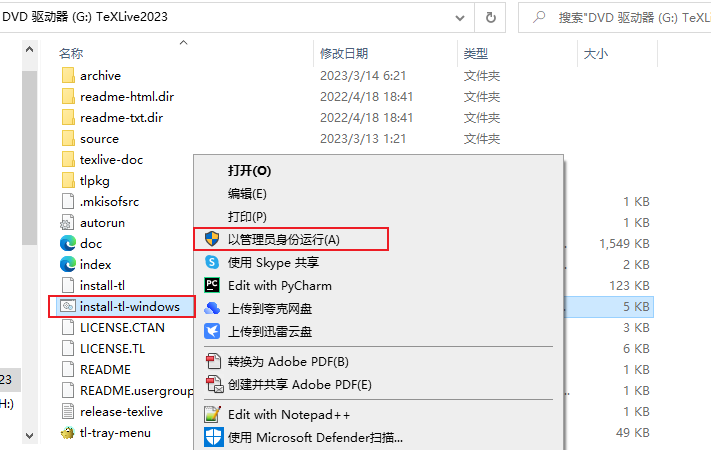 DVD 驱动器 (G:) TeXLive2023
搜索"DVD 驱动器 (G:) TeXLi
名称 修改日期 类型 大小
archive 2023/3/14 6:21 文件夹
readme-html.dir 2022/4/18 18:41 文件夹
readme-txt.dir 2022/4/18 18:41 文件夹
source 2023/3/13 1:21 文件夹
texlive-doc
tlpkg
.mkisofsrc 1 KB
autorun 1 KB
doc 1,549 KB
index 2 KB
install-tl 123 KB
install-tl-windows 5 KB
LICENSE.CTAN 3 KB
LICENSE.TL 6 KB
README 1 KB
README.usergroup 1 KB
release-texlive 1 KB
tl-tray-menu 49 KB
23
H:)
打开(O)
编辑(E)
打印(P)
以管理员身份运行(A)
使用 Skype 共享
Edit with PyCharm
上传到夸克网盘
上传到迅雷云盘
转换为 Adobe PDF(B)
创建并共享 Adobe PDF(E)
Edit with Notepad++
使用 Microsoft Defender扫描...